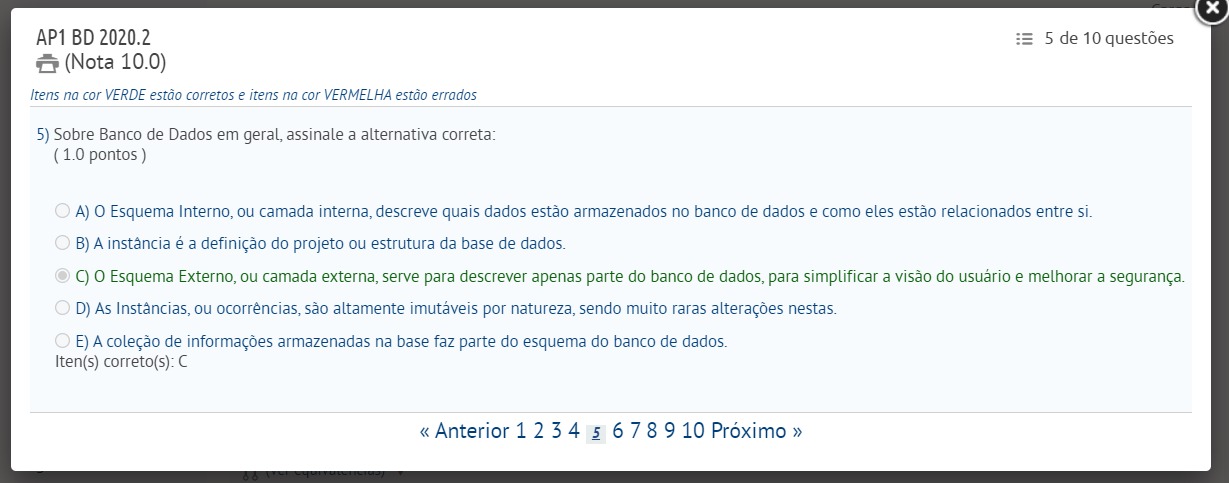 AP1 BD 2020.2
5 de 10 questões
(Nota 10.0)
Itens na cor VERDE estão corretos e itens na cor VERMELHA estão errados
5) Sobre Banco de Dados em geral, assinale a alternativa correta:
( 1.0 pontos )
A) O Esquema Interno, ou camada interna, descreve quais dados estão armazenados no banco de dados e como eles estão relacionados entre si.
B) A instância é a definição do projeto ou estrutura da base de dados.
C) O Esquema Externo, ou camada externa, serve para descrever apenas parte do banco de dados, para simplificar a visão do usuário e melhorar a segurança.
D) As Instâncias, ou ocorrências, são altamente imutáveis por natureza, sendo muito raras alterações nestas.
E) A coleção de informações armazenadas na base faz parte do esquema do banco de dados.
Iten(s) correto(s): C
« Anterior 1 2 3 4 5 6 7 8 9 10 Próximo »
(ver equivalências)